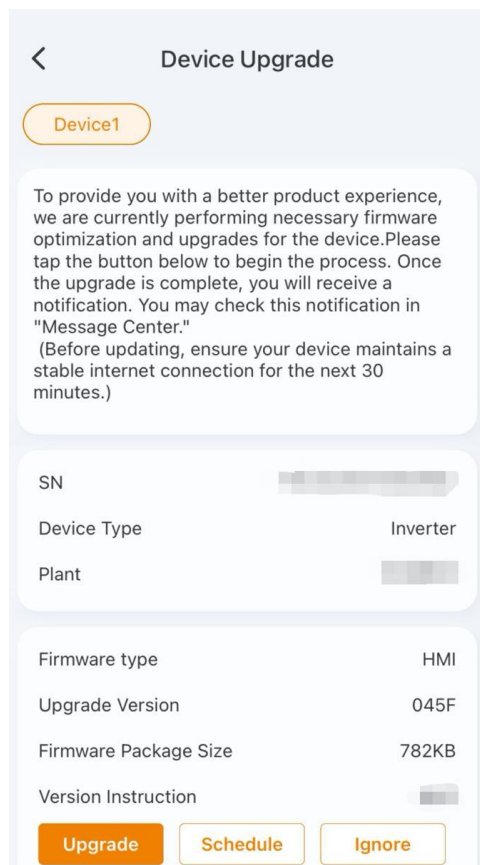 Device Upgrade
Device1
To provide you with a better product experience,
we are currently performing necessary firmware
optimization and upgrades for the device.Please
tap the button below to begin the process. Once
the upgrade is complete, you will receive a
notification. You may check this notification in
"Message Center."
(Before updating, ensure your device maintains a
stable internet connection for the next 30
minutes.)
SN
Device Type Inverter
Plant
Firmware type HMI
Upgrade Version 045F
Firmware Package Size 782KB
Version Instruction
Upgrade Schedule Ignore